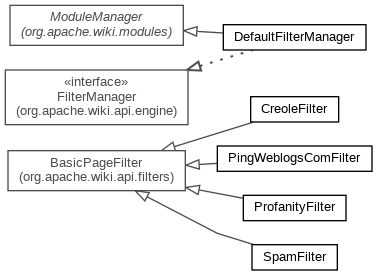 ModuleManager
(org.apache.wiki.modules)
DefaultFilterManager
«interface»
FilterManager
(org.apache.wiki.api.engine)
CreoleFilter
BasicPageFilter
(org.apache.wiki.api.filters)
PingWeblogsComFilter
ProfanityFilter
SpamFilter